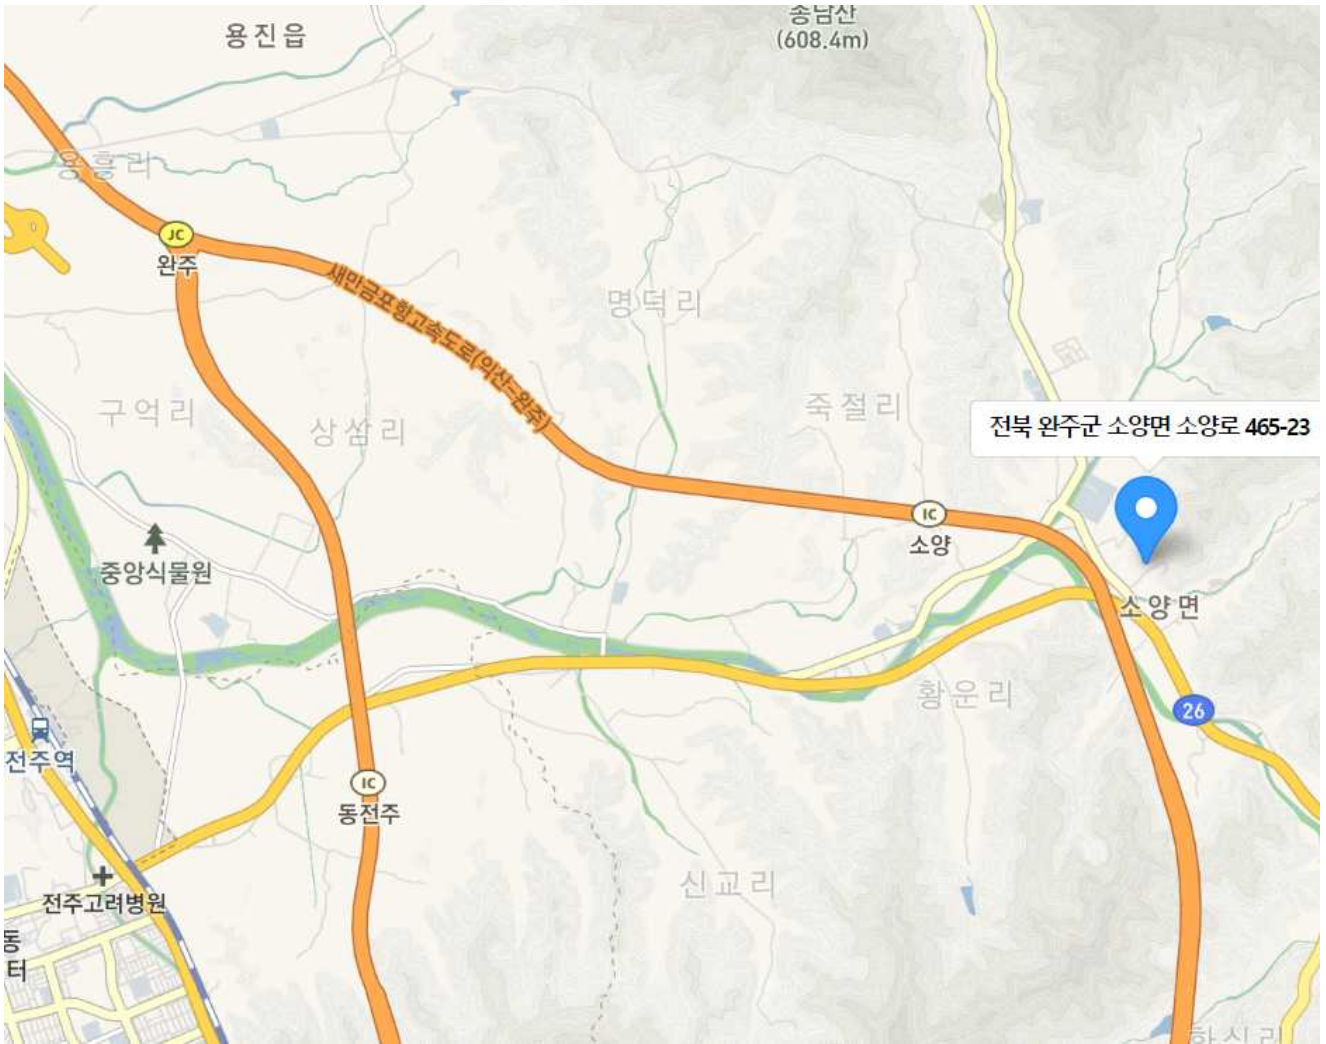 종남산
(608.4m)
용진읍
용흥리
JC
완주
새만금포항고속도로(익산-완주)
명덕리
구억리
상삼리
죽절리
전북 완주군 소양면 소양로 465-23
IC
소양
중앙식물원
소양면
황운리
26
전주역
IC
동전주
신교리
전주고려병원
동
터